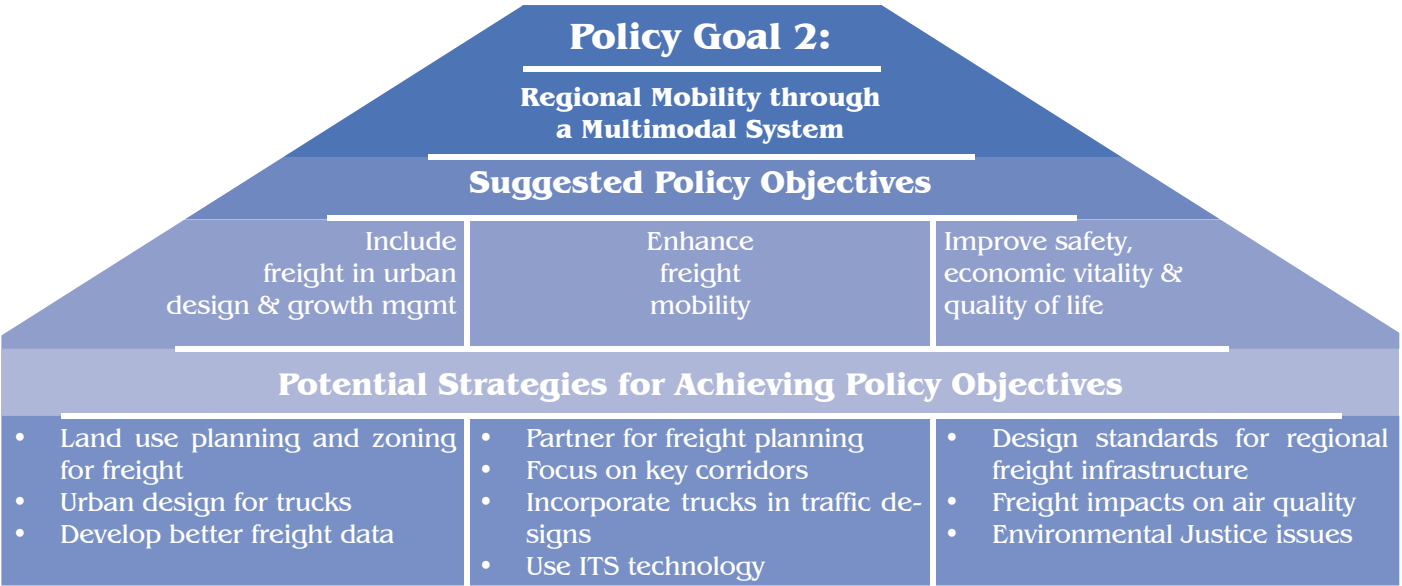 Policy Goal 2:
Regional Mobility through
a Multimodal System
Suggested Policy Objectives
Include
freight in urban
design & growth mgmt
Enhance
freight
mobility
Improve safety,
economic vitality &
quality of life
Potential Strategies for Achieving Policy Objectives
• Land use planning and zoning
for freight
• Urban design for trucks
• Develop better freight data
• Partner for freight planning
• Focus on key corridors
• Incorporate trucks in traffic de-
signs
• Use ITS technology
• Design standards for regional
freight infrastructure
• Freight impacts on air quality
• Environmental Justice issues